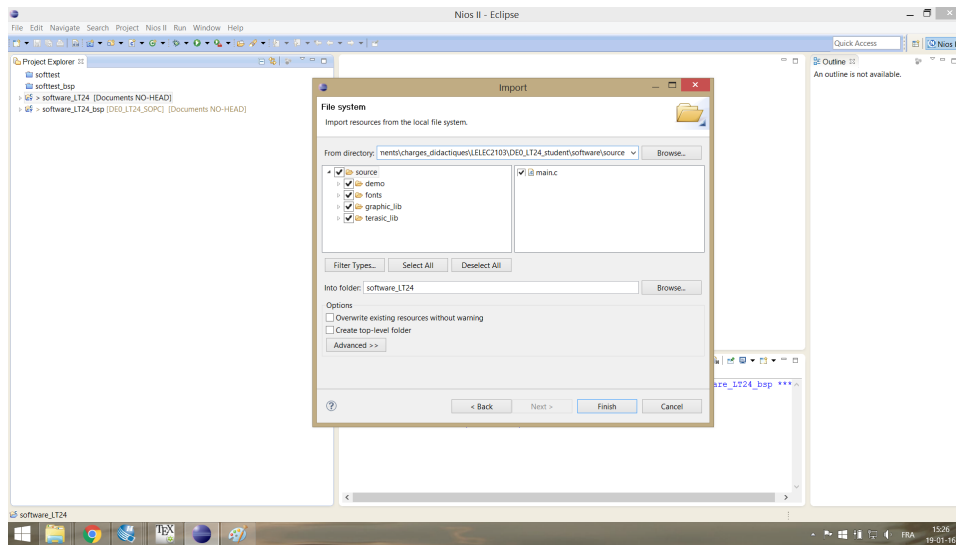 Nios II - Eclipse
File Edit Navigate Search Project Nios II Run Window Help
Quick Access
Nios I
Project Explorer
softtest
softtest_bsp
> software_LT24 [Documents NO-HEAD]
> software_LT24_bsp [DE0_LT24_SOPC] [Documents NO-HEAD]
Outline
An outline is not available.
Import
File system
Import resources from the local file system.
From directory: ments\charges_didactiques\LELEC2103\DE0_LT24_student\software\source Browse...
source
demo
fonts
graphic_lib
terasic_lib
main.c
Filter Types... Select All Deselect All
Into folder: software_LT24 Browse...
Options
Overwrite existing resources without warning
Create top-level folder
Advanced >>
are_LT24_bsp ***
? < Back Next > Finish Cancel
software_LT24
TEX
FRA
15:26
19-01-16